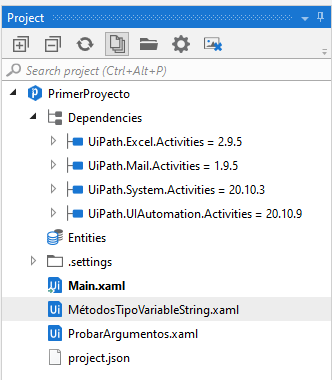 Project
Search project (Ctrl+Alt+P)
PrimerProyecto
Dependencies
UiPath.Excel.Activities = 2.9.5
UiPath.Mail.Activities = 1.9.5
UiPath.System.Activities = 20.10.3
UiPath.UIAutomation.Activities = 20.10.9
Entities
.settings
Main.xaml
MétodosTipoVariableString.xaml
ProbarArgumentos.xaml
project.json